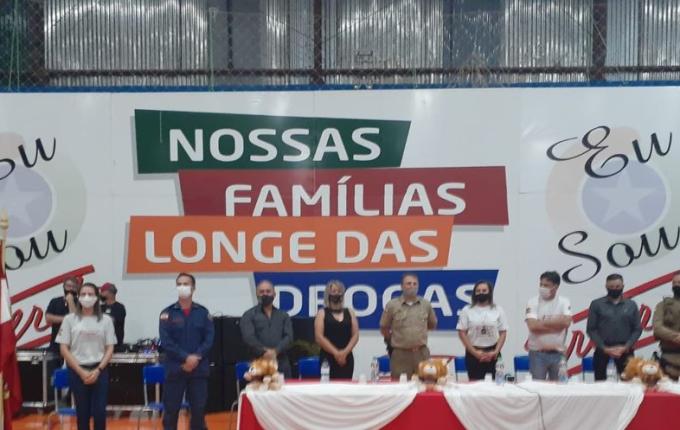 NOSSAS
FAMÍLIAS
LONGE DAS
DROGAS
Eu
Sou
Eu
Sou